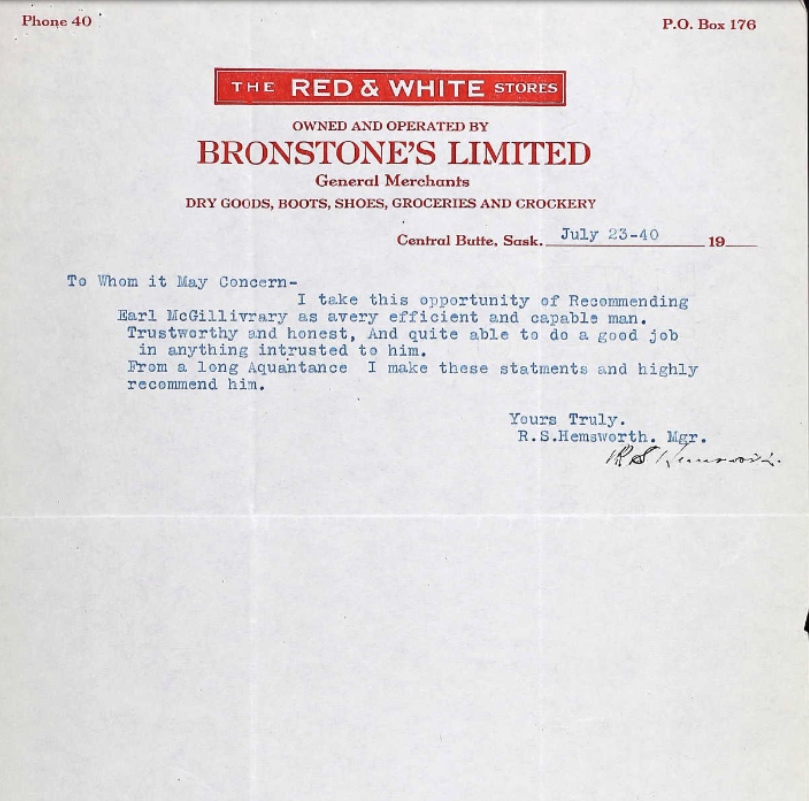 Phone 40
P.O. Box 176
THE RED & WHITE STORES
OWNED AND OPERATED BY
BRONSTONE'S LIMITED
General Merchants
DRY GOODS, BOOTS, SHOES, GROCERIES AND CROCKERY
Central Butte, Sask. July 23-40 19
To Whom it May Concern-
I take this opportunity of Recommending
Earl McGillivrary as avery efficient and capable man.
Trustworthy and honest, And quite able to do a good job
in anything intrusted to him.
From a long Aquantance I make these statments and highly
recommend him.
Yours Truly.
R.S.Hemsworth. Mgr.
R S Hemsworth.